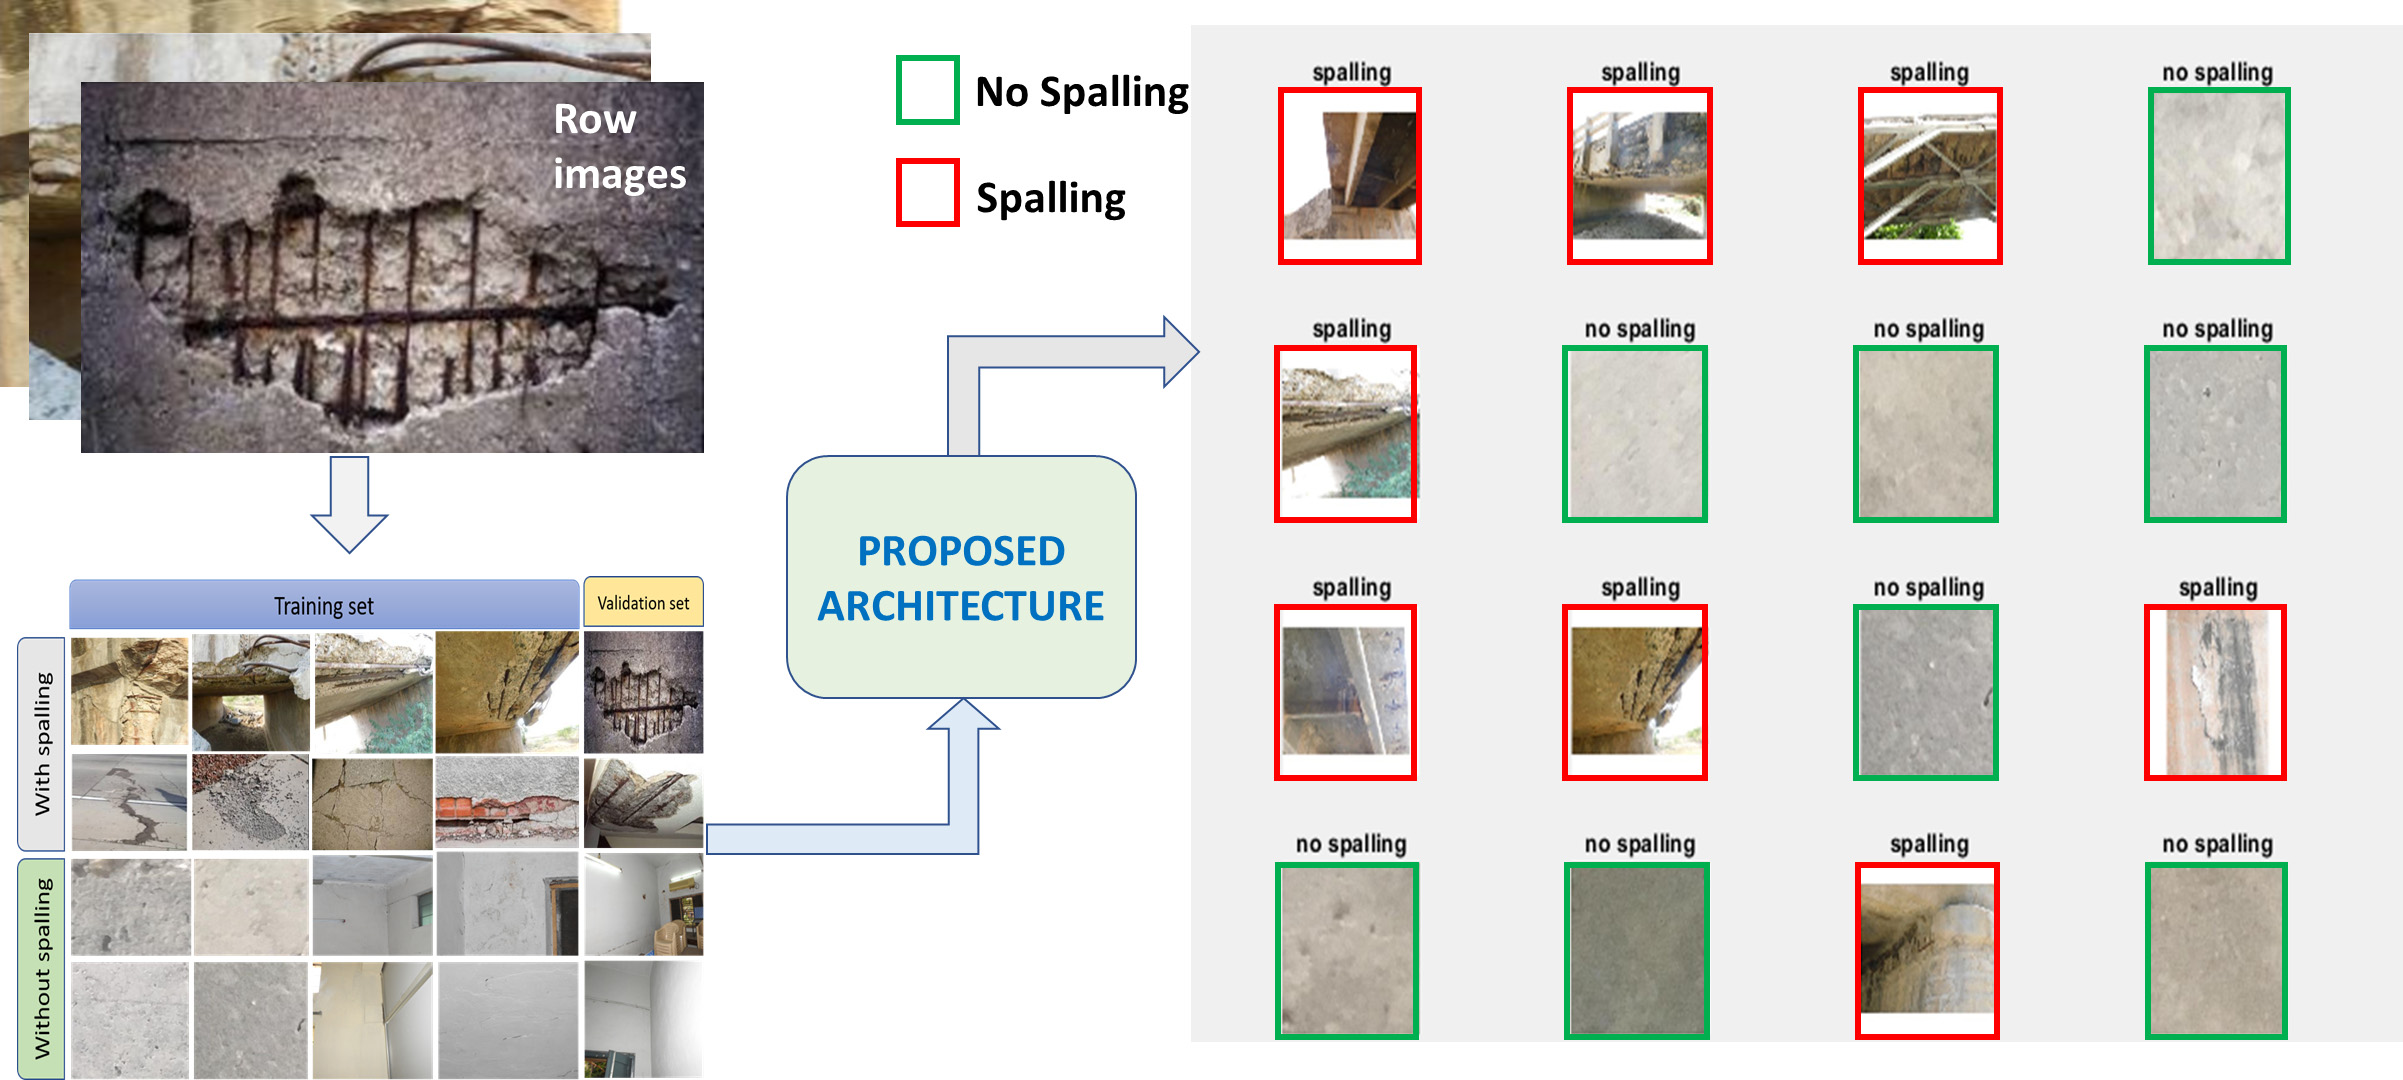 Row
images
Training set
Validation set
With spalling
Without spalling
PROPOSED
ARCHITECTURE
No Spalling
Spalling
spalling spalling spalling no spalling
spalling no spalling no spalling no spalling
spalling spalling no spalling spalling
no spalling no spalling spalling no spalling